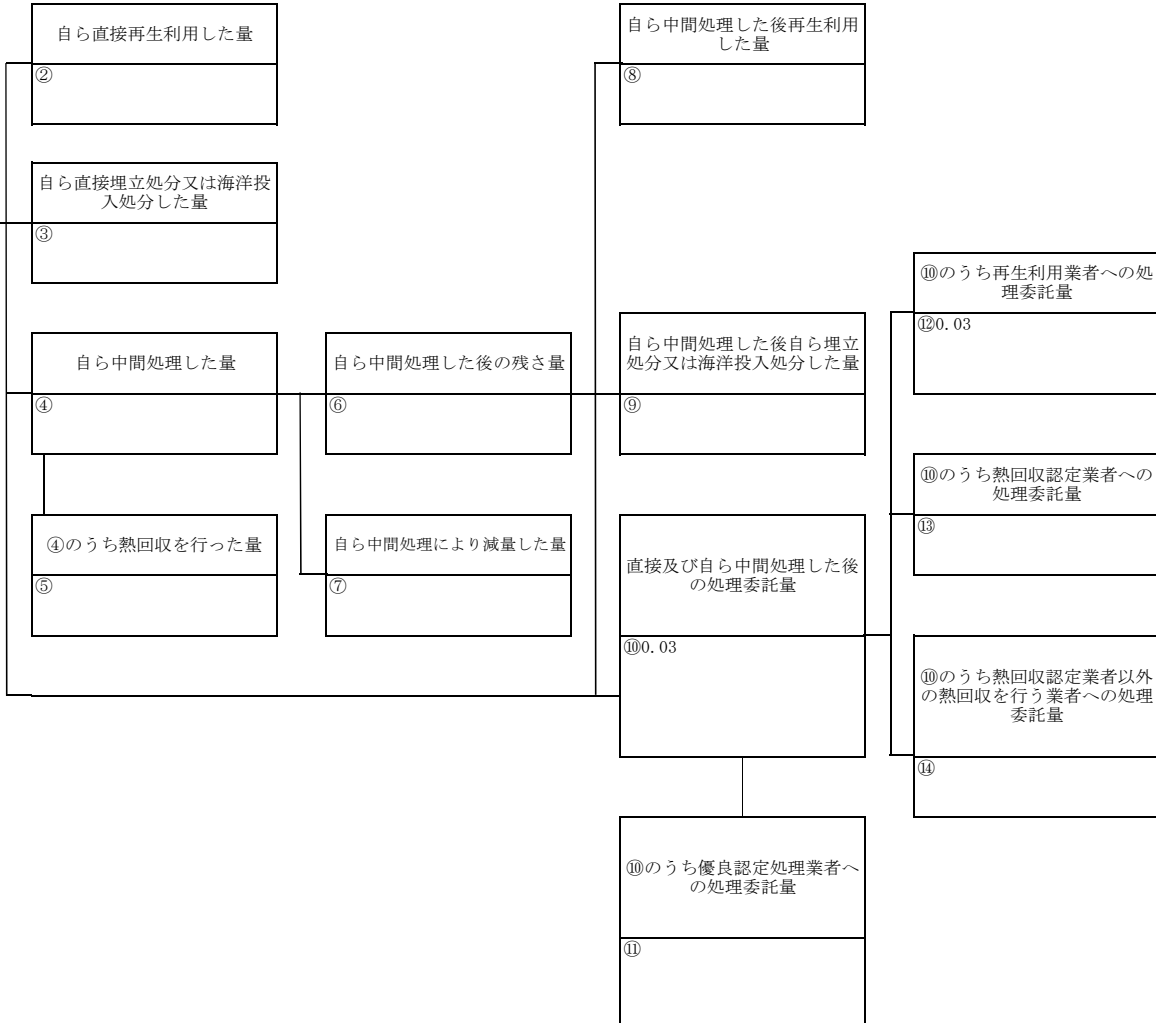 自ら直接再生利用した量
②
自ら直接埋立処分又は海洋投
入処分した量
③
自ら中間処理した量
④
④のうち熱回収を行った量
⑤
自ら中間処理した後の残さ量
⑥
自ら中間処理により減量した量
⑦
自ら中間処理した後再生利用
した量
⑧
自ら中間処理した後自ら埋立
処分又は海洋投入処分した量
⑨
直接及び自ら中間処理した後
の処理委託量
⑩0.03
⑩のうち優良認定処理業者へ
の処理委託量
⑪
⑩のうち再生利用業者への処
理委託量
⑫0.03
⑩のうち熱回収認定業者への
処理委託量
⑬
⑩のうち熱回収認定業者以外
の熱回収を行う業者への処理
委託量
⑭